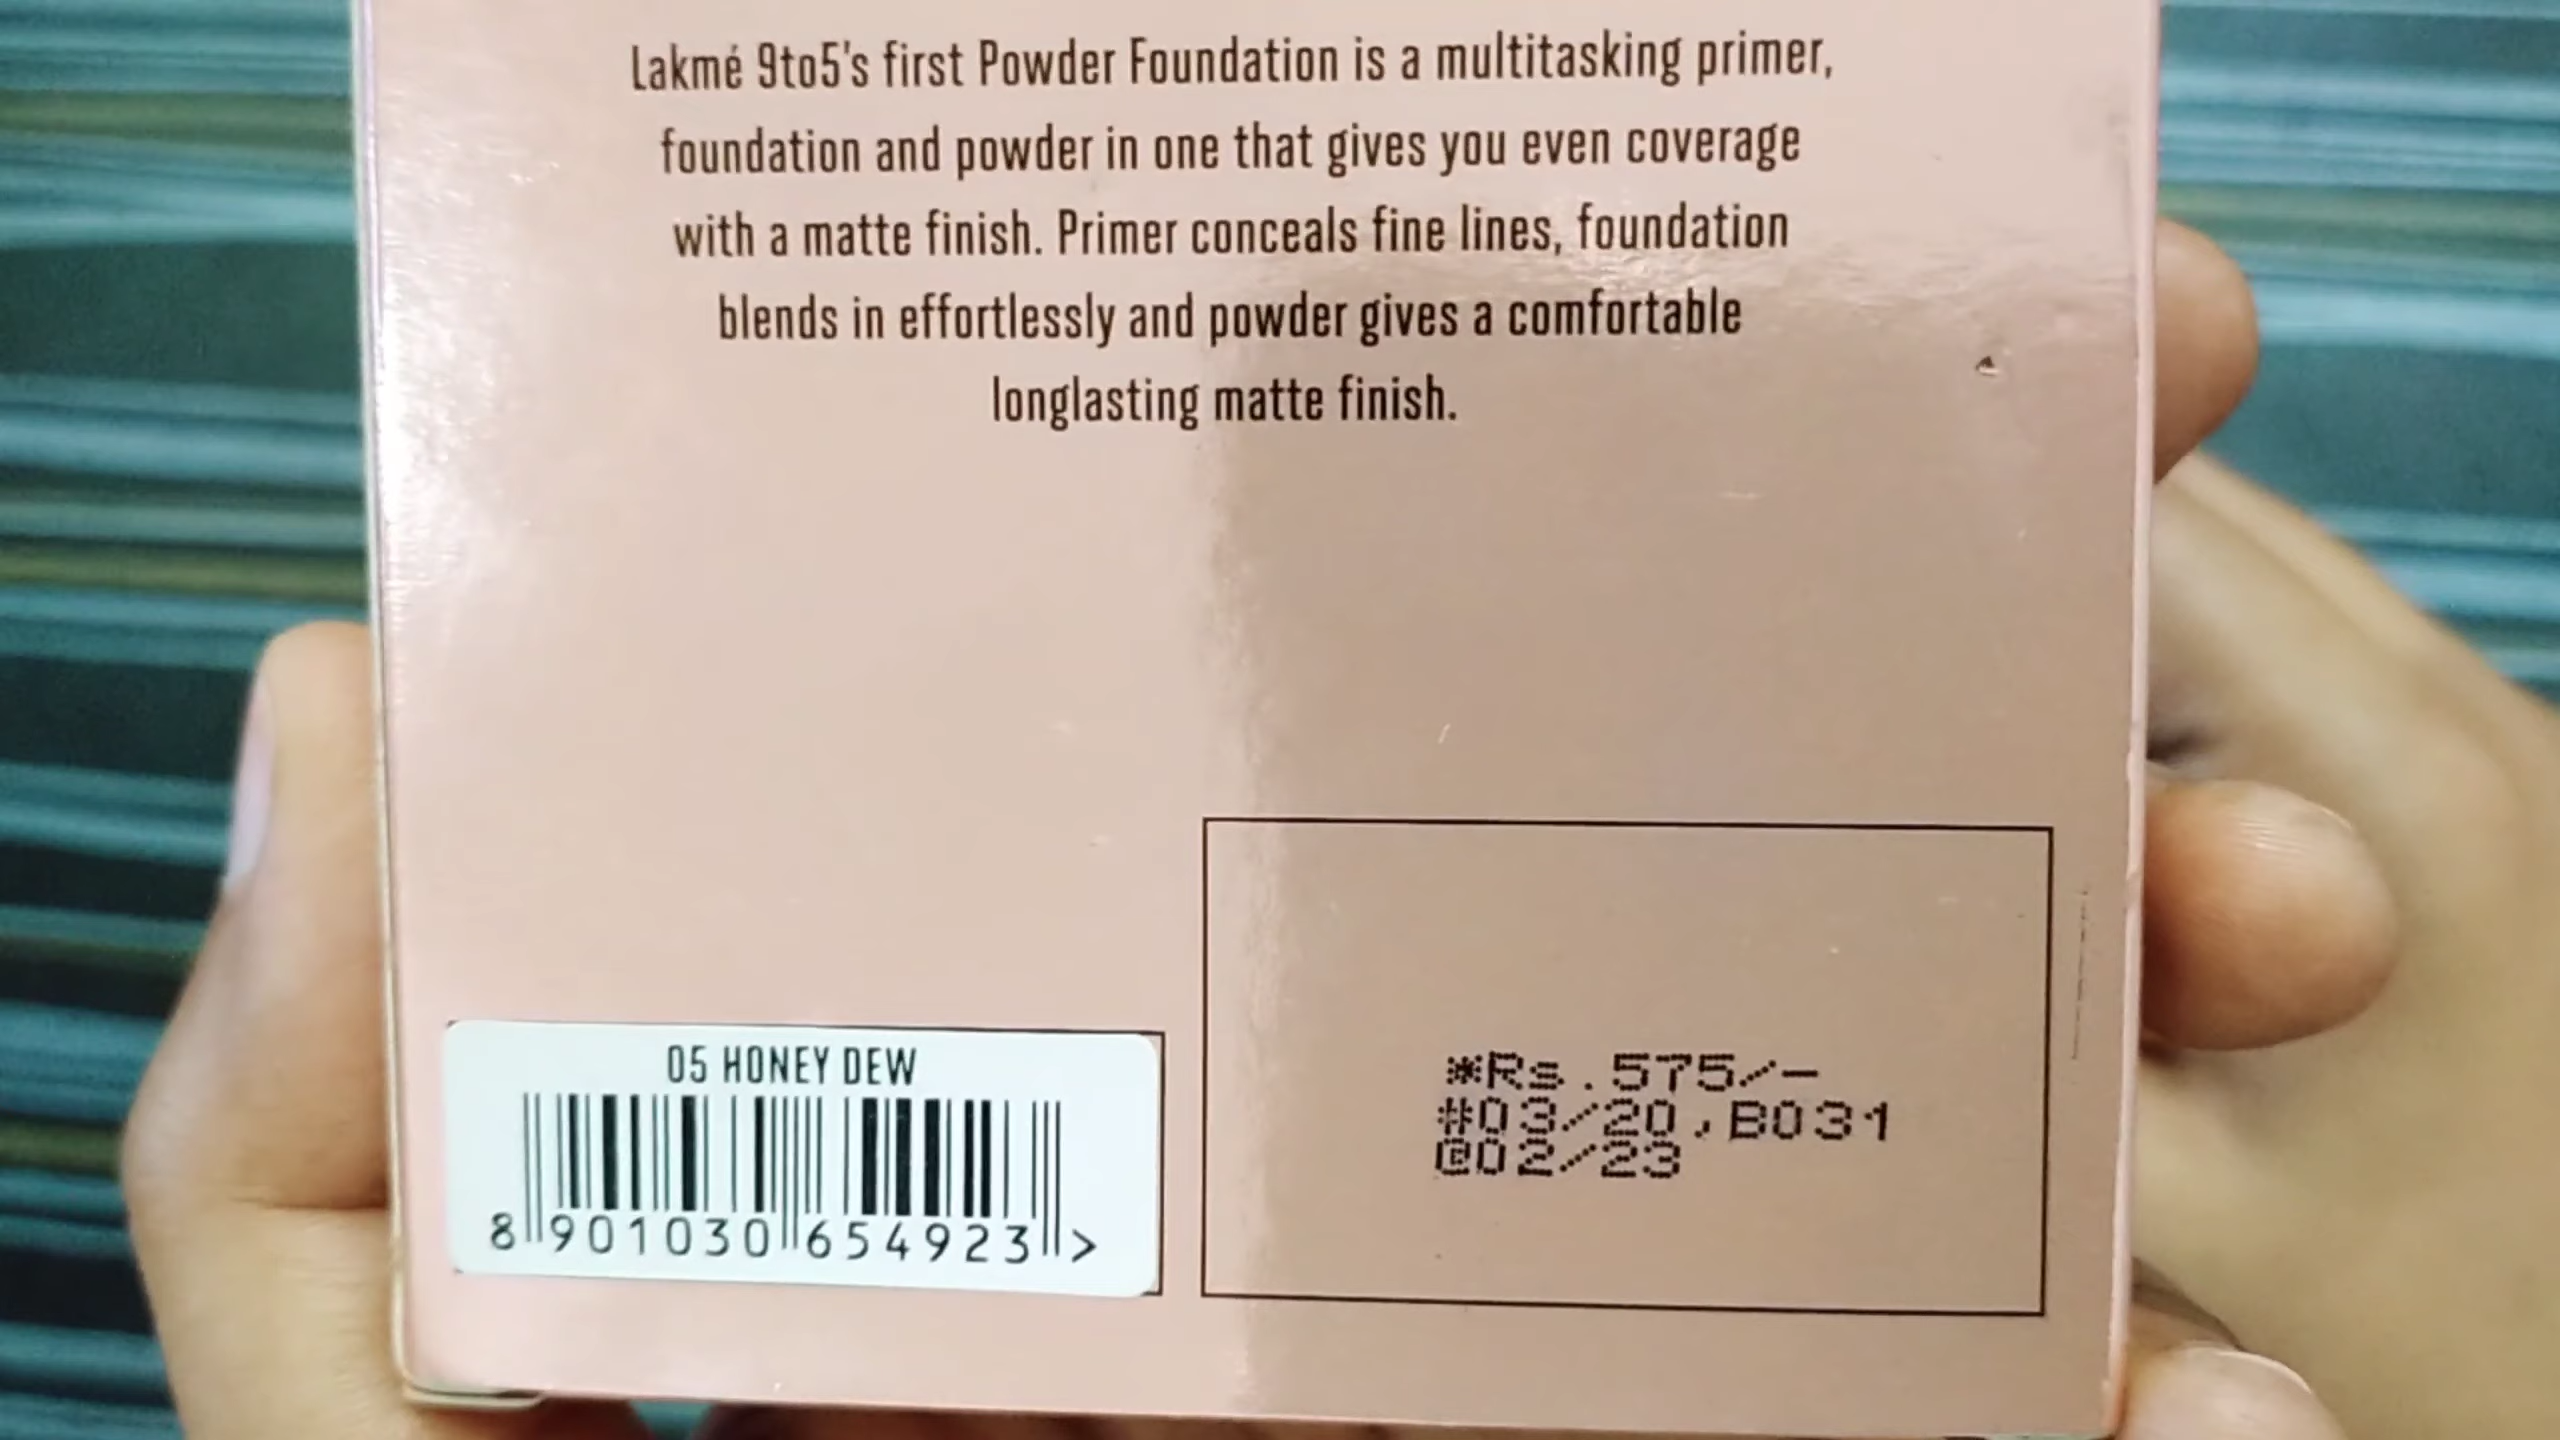 Lakmé 9to5's first Powder Foundation is a multitasking primer,
foundation and powder in one that gives you even coverage
with a matte finish. Primer conceals fine lines, foundation
blends in effortlessly and powder gives a comfortable
longlasting matte finish.
05 HONEY DEW
8 901030 654923 >
*Rs.575/-
#03/20,B031
@02/23